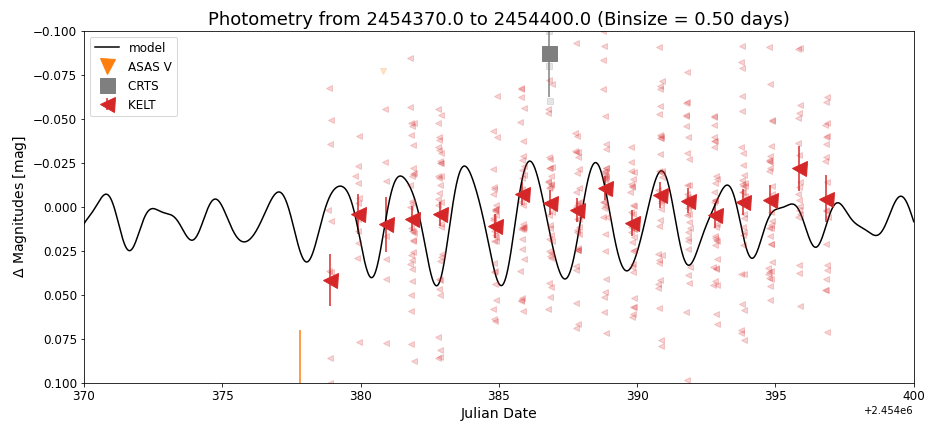 Photometry from 2454370.0 to 2454400.0 (Binsize = 0.50 days)
Δ Magnitudes [mag]
−0.100
−0.075
−0.050
−0.025
0.000
0.025
0.050
0.075
0.100
model
ASAS V
CRTS
KELT
370 375 380 385 390 395 400
+2.454e6
Julian Date